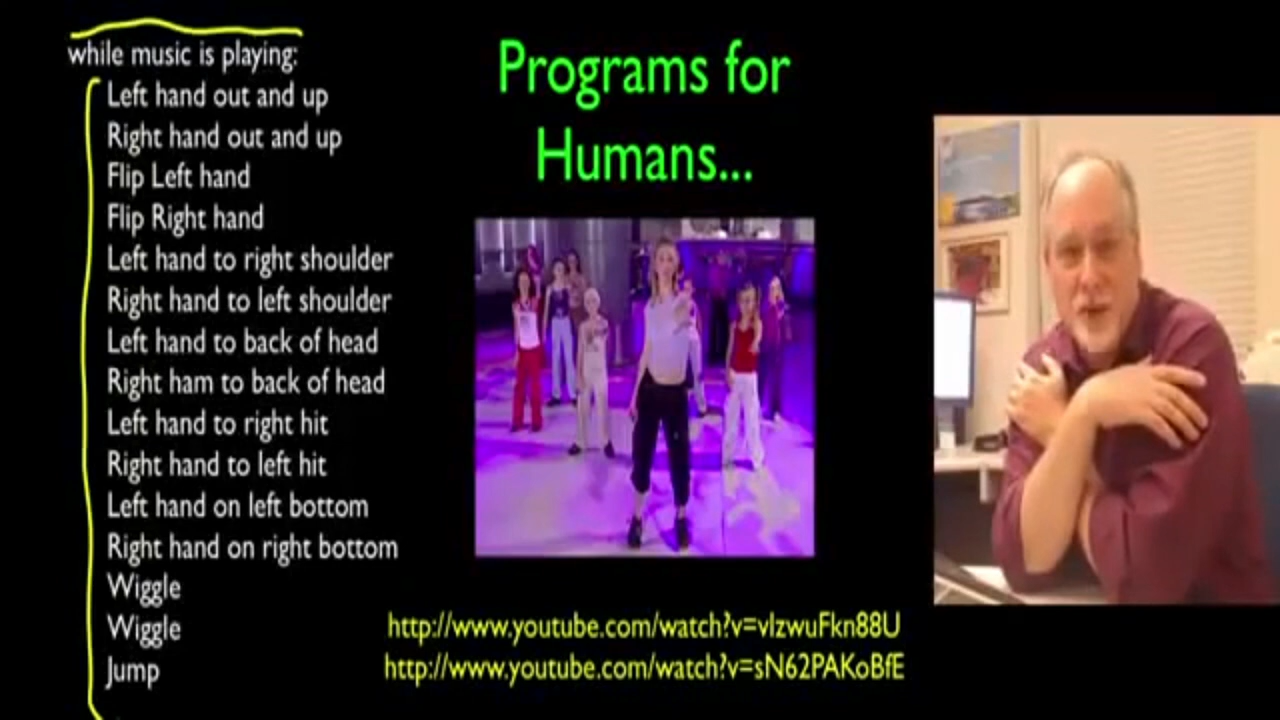 while music is playing:
Left hand out and up
Right hand out and up
Flip Left hand
Flip Right hand
Left hand to right shoulder
Right hand to left shoulder
Left hand to back of head
Right ham to back of head
Left hand to right hit
Right hand to left hit
Left hand on left bottom
Right hand on right bottom
Wiggle
Wiggle
Jump
Programs for
Humans...
http://www.youtube.com/watch?v=vIzwuFkn88U
http://www.youtube.com/watch?v=sN62PAKoBfE